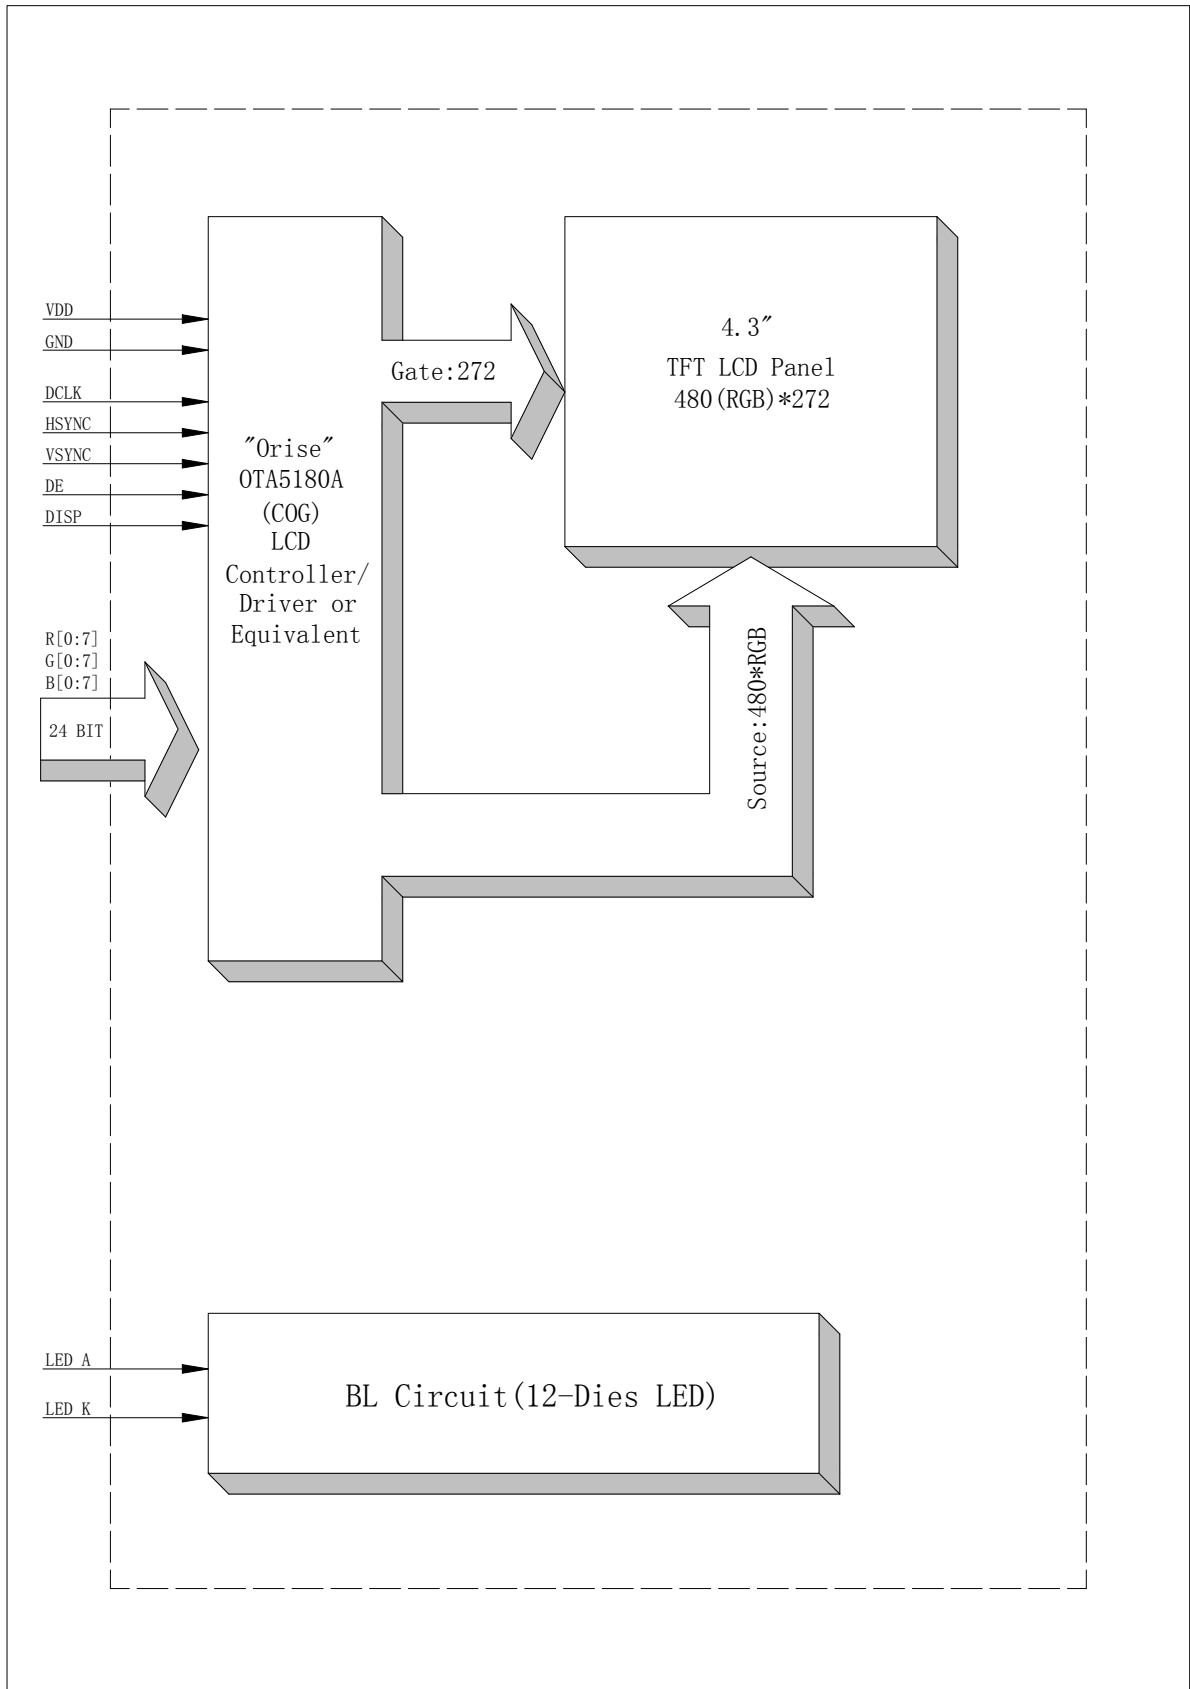 VDD
GND
DCLK
HSYNC
VSYNC
DE
DISP
R[0:7]
G[0:7]
B[0:7]
24 BIT
"Orise"
OTA5180A
(COG)
LCD
Controller/
Driver or
Equivalent
Gate:272
4.3"
TFT LCD Panel
480(RGB)*272
Source:480*RGB
LED A
LED K
BL Circuit(12-Dies LED)